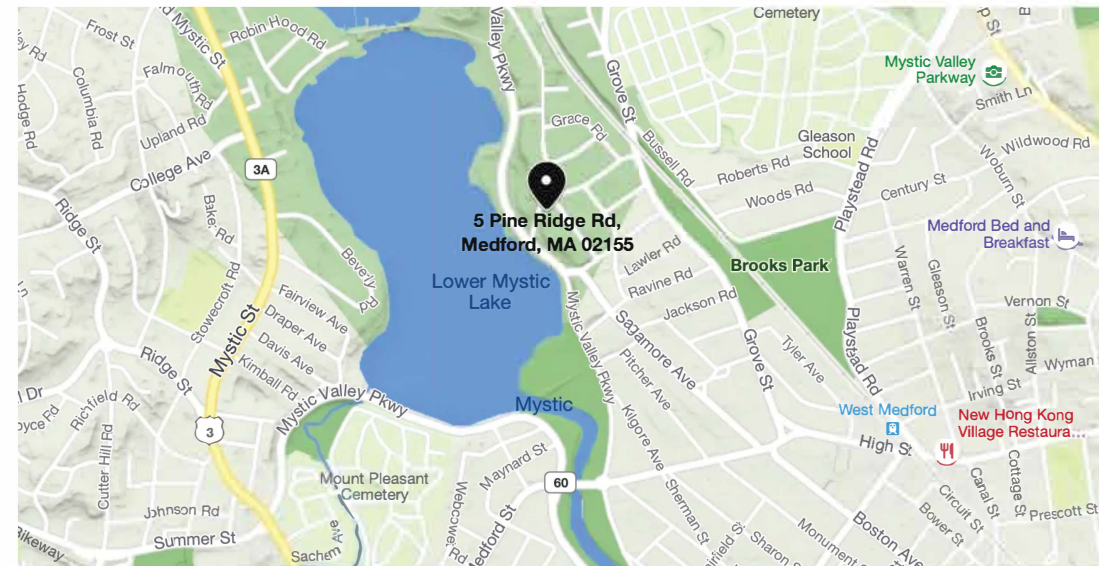 Cemetery
Frost St
Robin Hood Rd
Mystic St
Valley Pkwy
Mystic Valley
Parkway
Falmouth Rd
Hodge Rd
Columbia Rd
Grove St
Smith Ln
Upland Rd
Grace Rd
Bussell Rd
Gleason
School
Wildwood Rd
Woburn St
3A
College Ave
Roberts Rd
Woods Rd
Century St
Playstead Rd
Ridge St
Baker Rd
5 Pine Ridge Rd,
Medford, MA 02155
Medford Bed and
Breakfast
Beverly Rd
Lawler Rd
Brooks Park
Warren St
Gleason St
Lower Mystic
Lake
Ravine Rd
Jackson Rd
Stowecroft Rd
Fairview Ave
Vernon St
Draper Ave
Mystic St
Davis Ave
Mystic Valley Pkwy
Sagamore Ave
Grove St
Tyler Ave
Playstead Rd
Brooks St
Allston St
Wyman
Ridge St
Kimball Rd
Pitcher Ave
Irving St
Dr
Richfield Rd
Mystic Valley Pkwy
Mystic
Kilgore Ave
West Medford
New Hong Kong
Village Restaura...
3
High St
Cutter Hill Rd
Maynard St
Mount Pleasant
Cemetery
60
Sherman St
Canal St
Cottage St
Johnson Rd
Medford St
Circuit St
Prescott St
Bower St
Boston Ave
Summer St
Sachem Ave
Sharon S
Monument
Bikeway